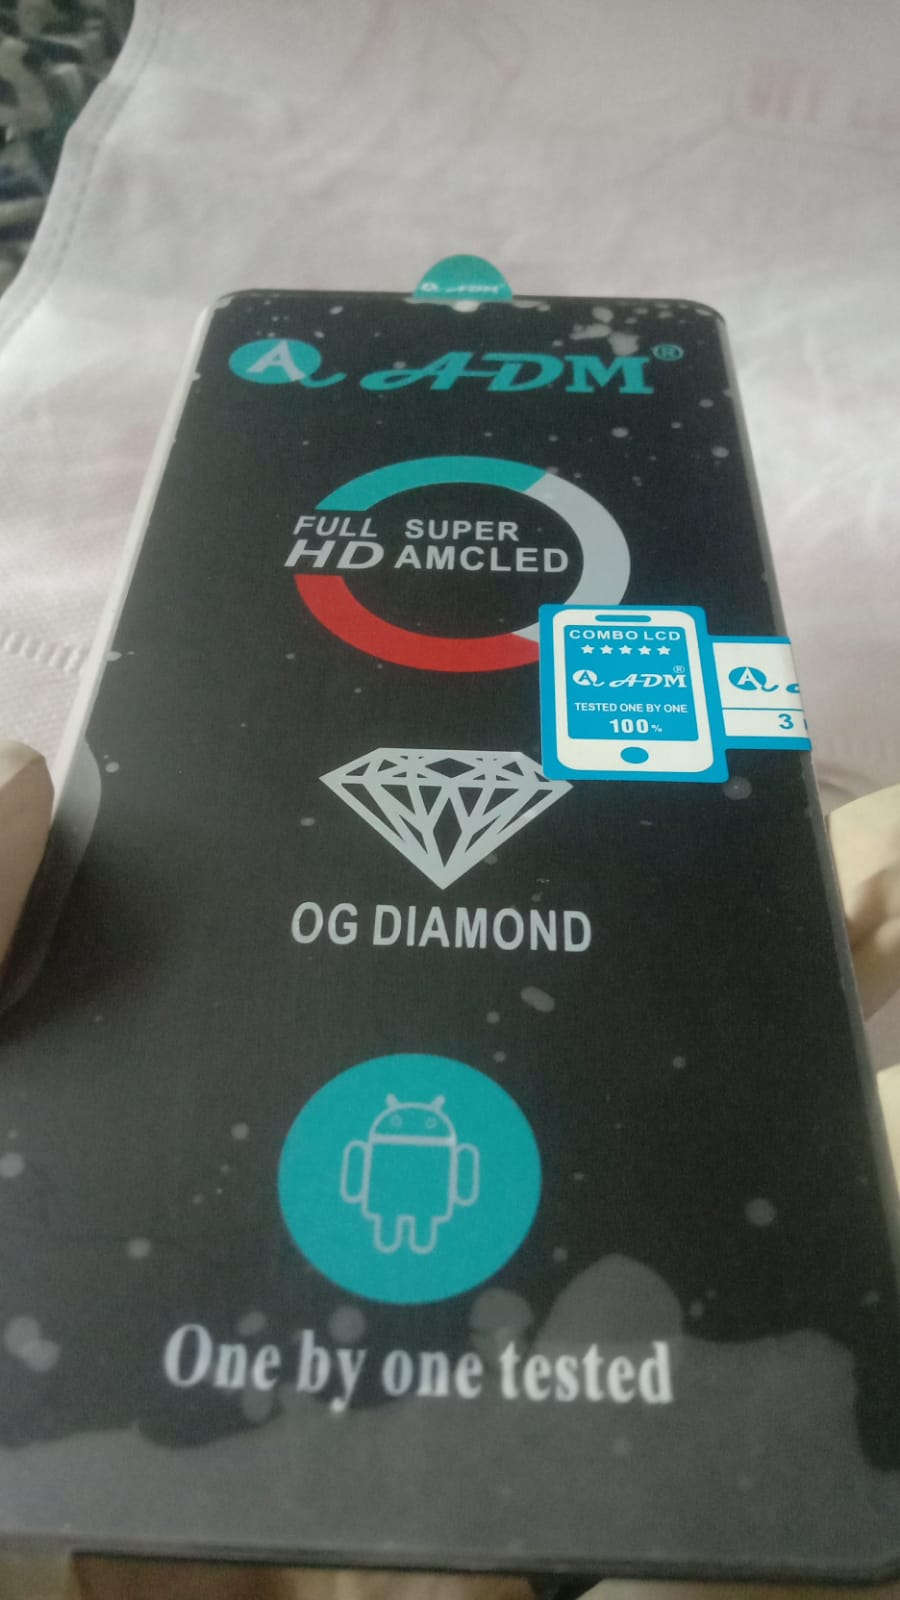 A ADM®
A ADM®
FULL SUPER
HD AMCLED
COMBO LCD
A ADM®
TESTED ONE BY ONE
100%
A
3
OG DIAMOND
One by one tested